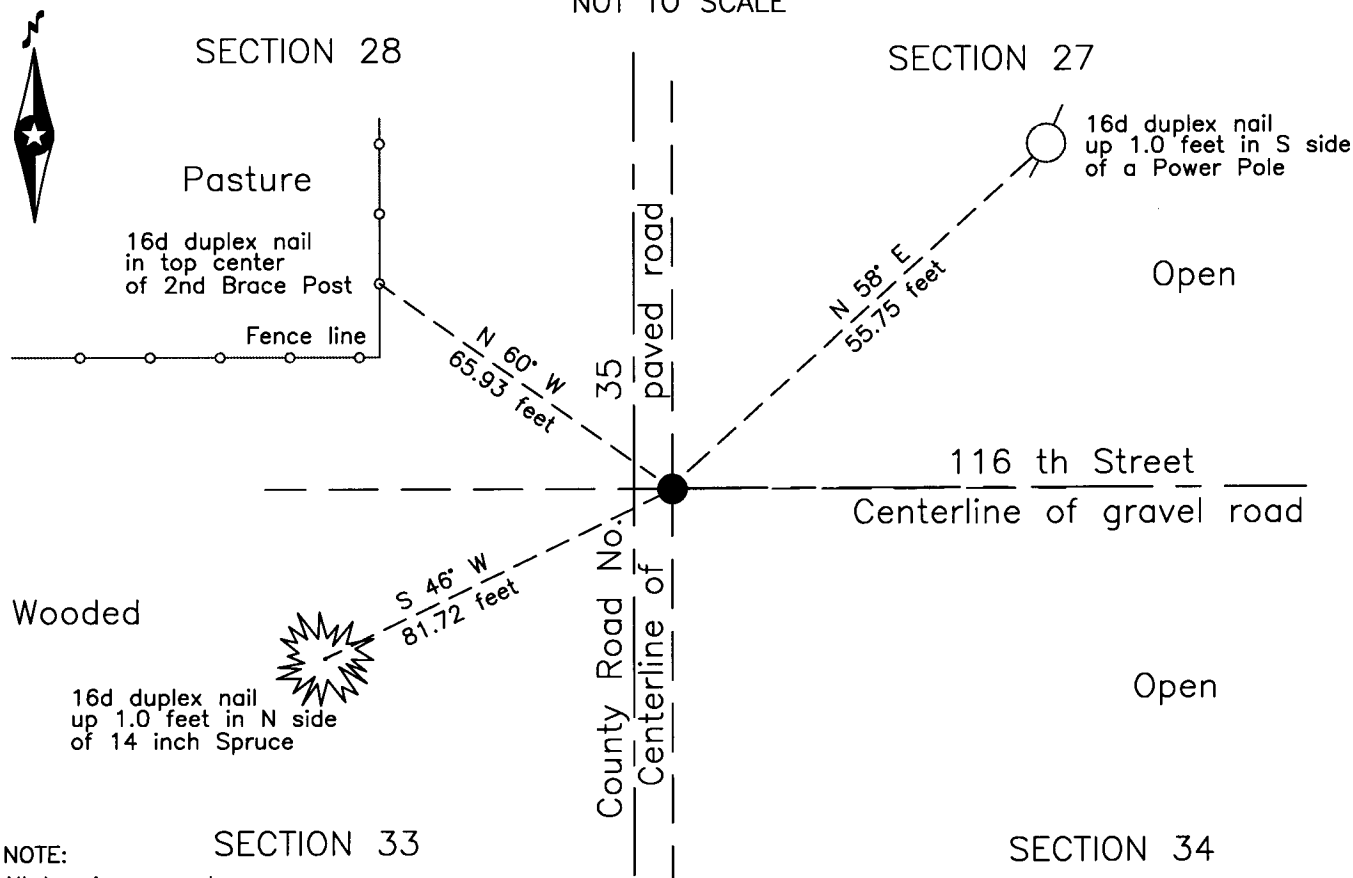 NOT TO SCALE
N
SECTION 28
SECTION 27
16d duplex nail
up 1.0 feet in S side
of a Power Pole
Pasture
16d duplex nail
in top center
of 2nd Brace Post
Fence line
Open
N 58° E
55.75 feet
N 60° W
65.93 feet
County Road No. 35
Centerline of paved road
116 th Street
Centerline of gravel road
S 46° W
81.72 feet
Wooded
16d duplex nail
up 1.0 feet in N side
of 14 inch Spruce
Open
SECTION 33
SECTION 34
NOTE: